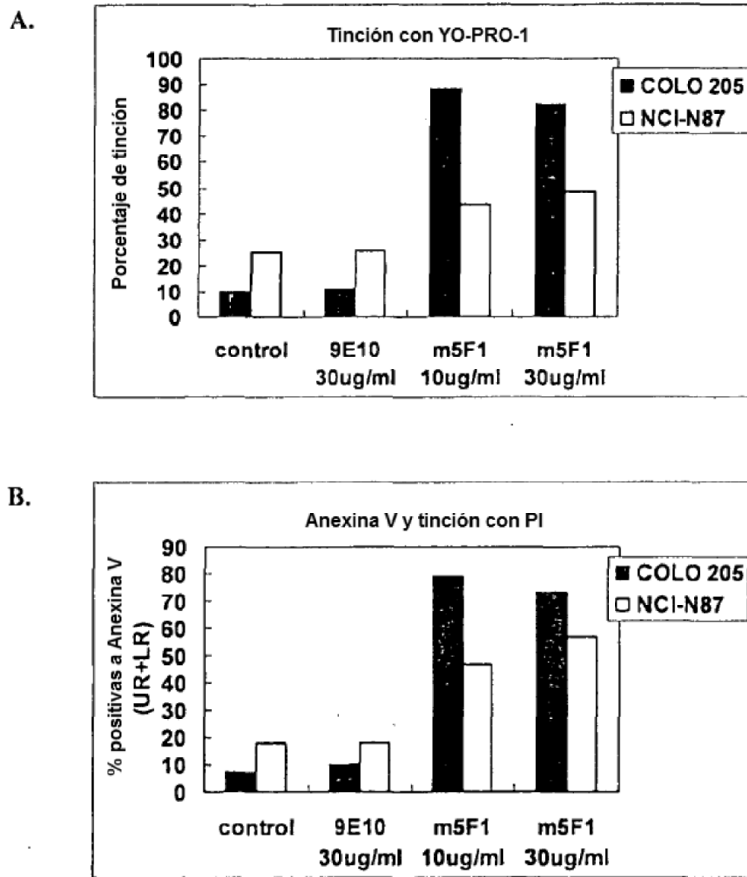 A.
Tinción con YO-PRO-1
Porcentaje de tinción
100
90
80
70
60
50
40
30
20
10
0
COLO 205
NCI-N87
control 9E10 m5F1 m5F1
30ug/ml 10ug/ml 30ug/ml
B.
Anexina V y tinción con PI
% positivas a Anexina V
(UR+LR)
90
80
70
60
50
40
30
20
10
0
COLO 205
NCI-N87
control 9E10 m5F1 m5F1
30ug/ml 10ug/ml 30ug/ml